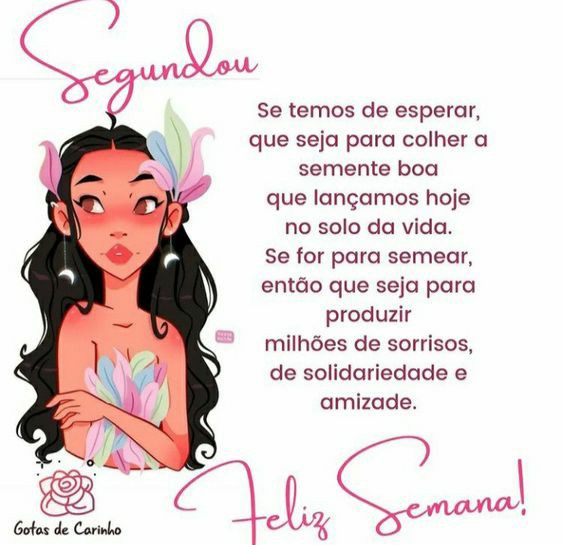 Segundou
Se temos de esperar,
que seja para colher a
semente boa
que lançamos hoje
no solo da vida.
Se for para semear,
então que seja para
produzir
milhões de sorrisos,
de solidariedade e
amizade.
Feliz Semana!
Gotas de Carinho